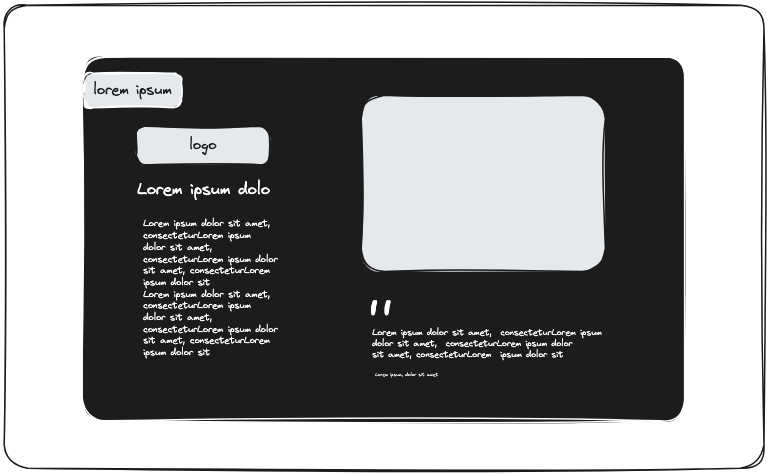 lorem ipsum
logo
Lorem ipsum dolo
Lorem ipsum dolor sit amet,
consecteturLorem ipsum
dolor sit amet,
consecteturLorem ipsum dolor
sit amet, consecteturLorem
ipsum dolor sit
Lorem ipsum dolor sit amet,
consecteturLorem ipsum
dolor sit amet,
consecteturLorem ipsum dolor
sit amet, consecteturLorem
ipsum dolor sit
"
Lorem ipsum dolor sit amet, consecteturLorem ipsum
dolor sit amet, consecteturLorem ipsum dolor
sit amet, consecteturLorem ipsum dolor sit
Lorem ipsum, dolor sit amet